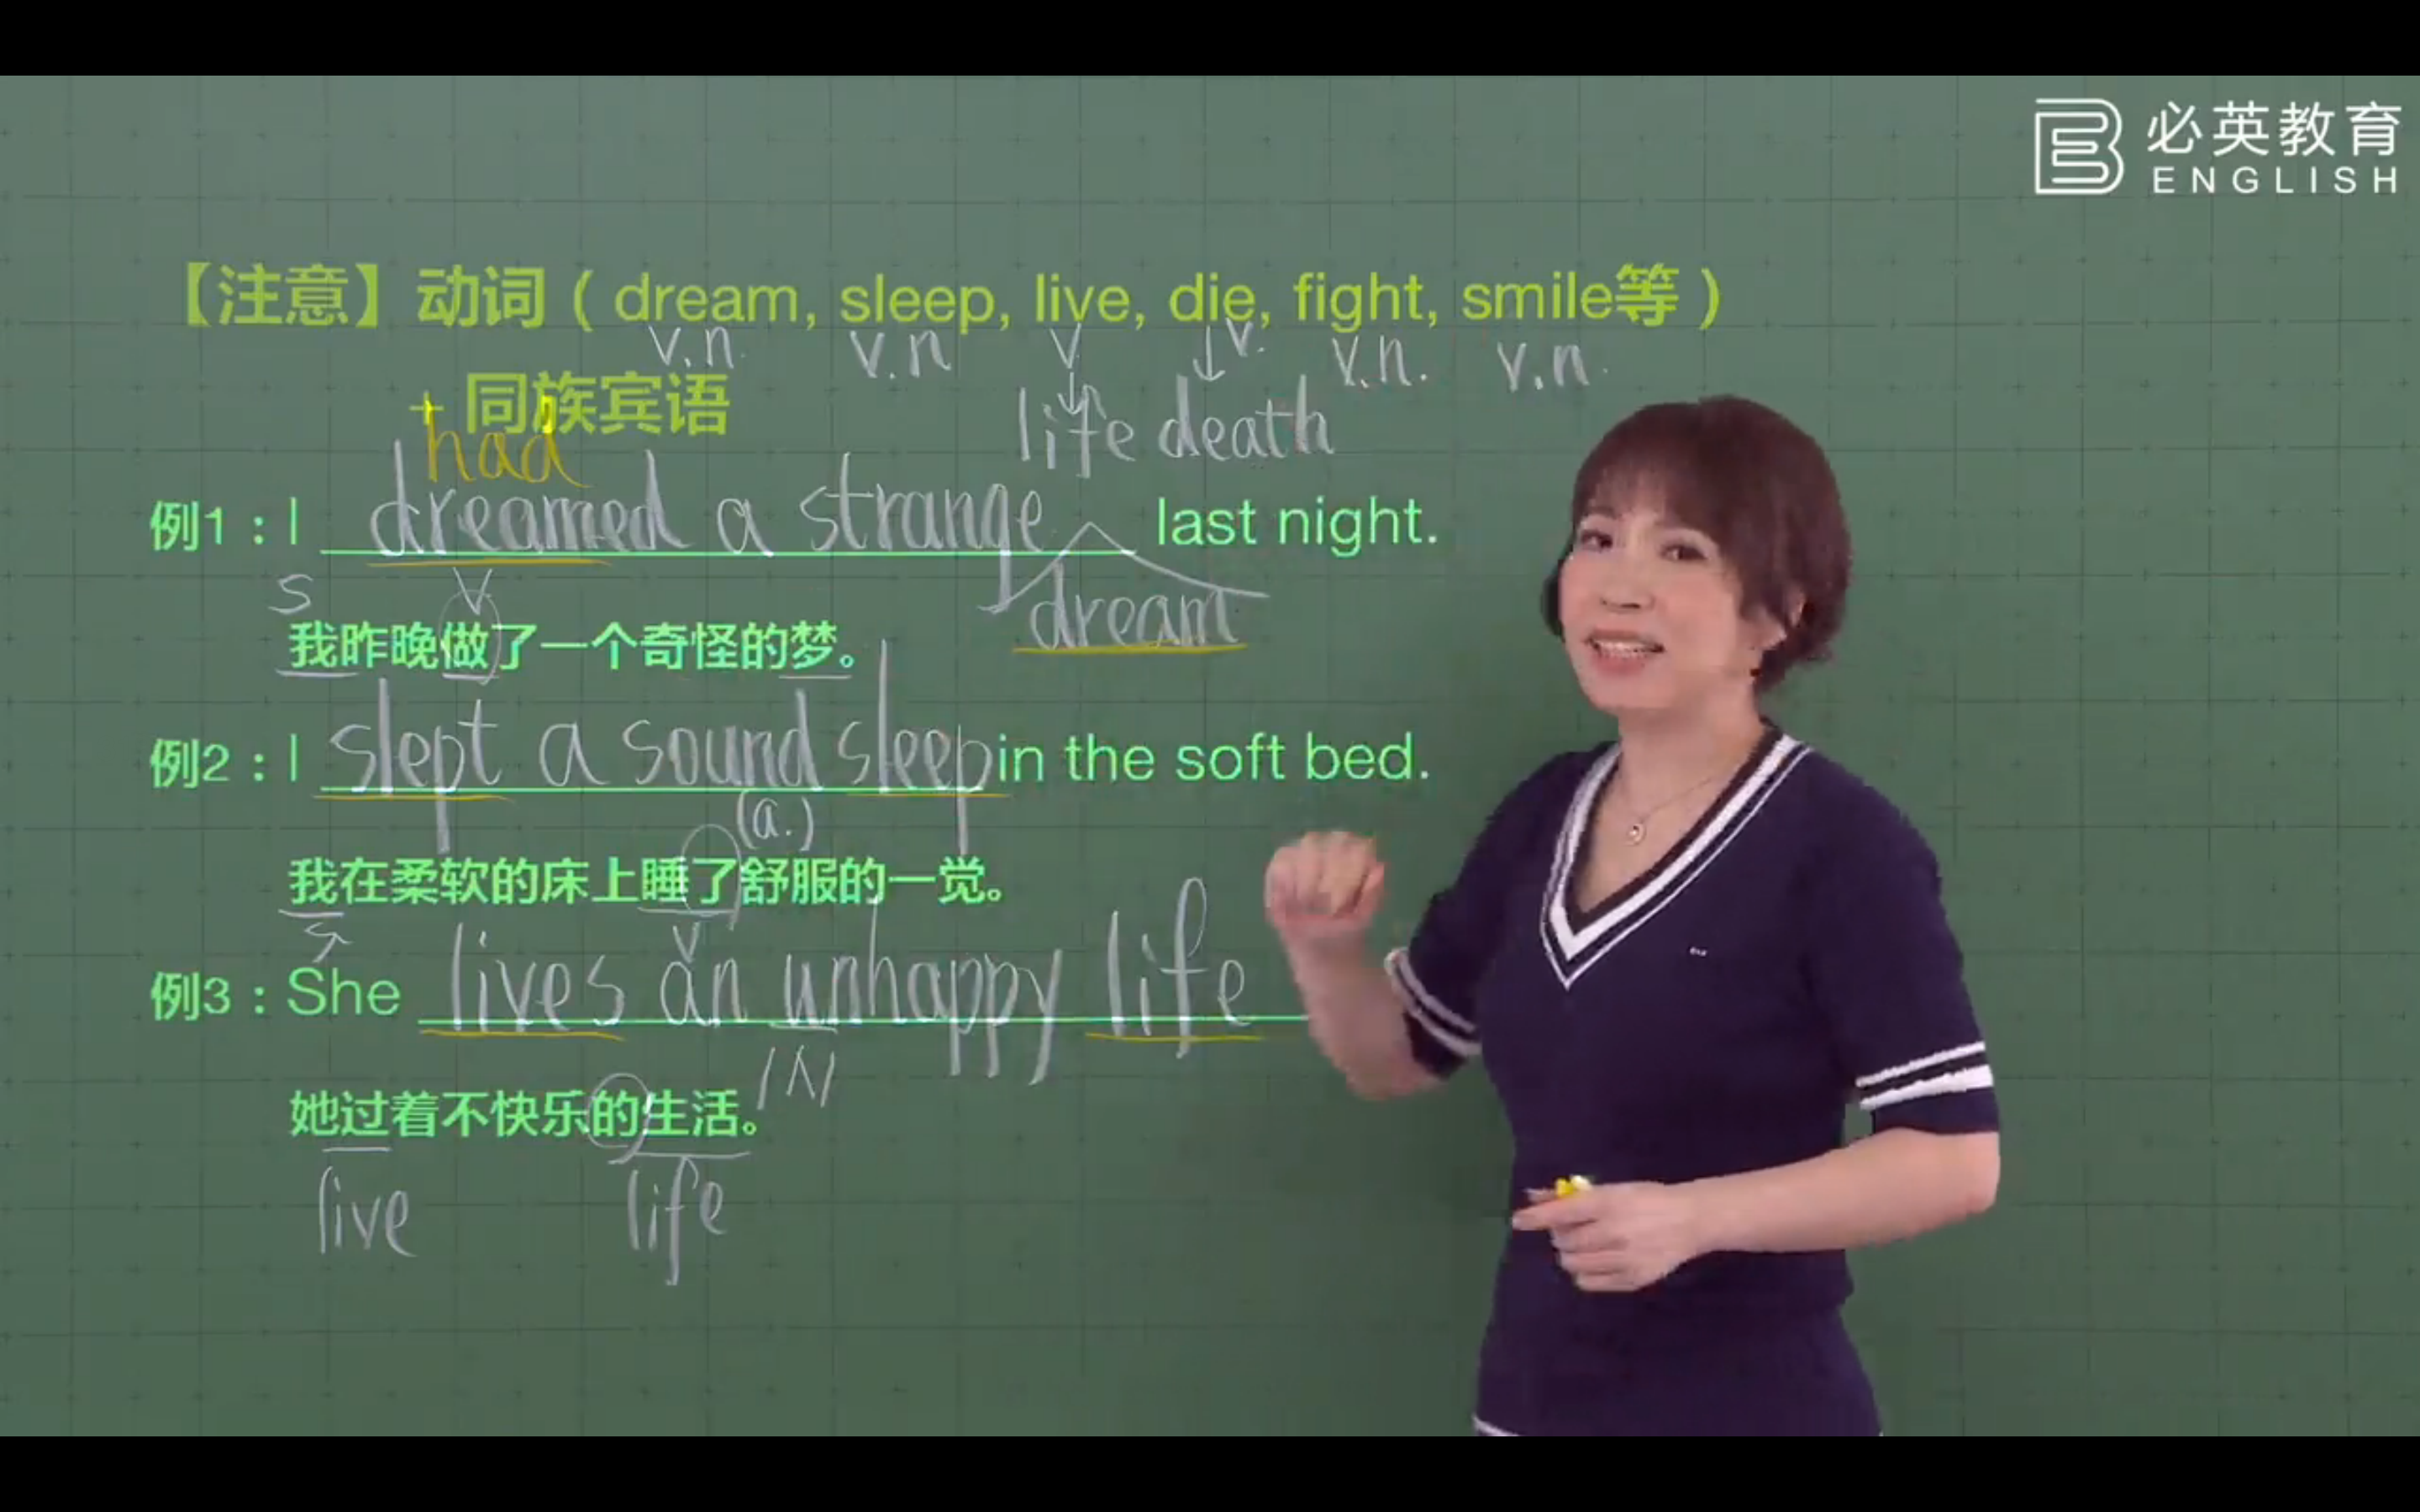 必英教育
ENGLISH
【注意】动词（dream, sleep, live, die, fight, smile等）
v.n. v.n v. v. v.n. v.n.
+ 同族宾语
life death
had
例1：I dreamed a strange last night.
dream
s v
我昨晚做了一个奇怪的梦。
例2：I slept a sound sleep in the soft bed.
(a.)
我在柔软的床上睡了舒服的一觉。
s v
例3：She lives an unhappy life
/ʌ/
她过着不快乐的生活。
live life